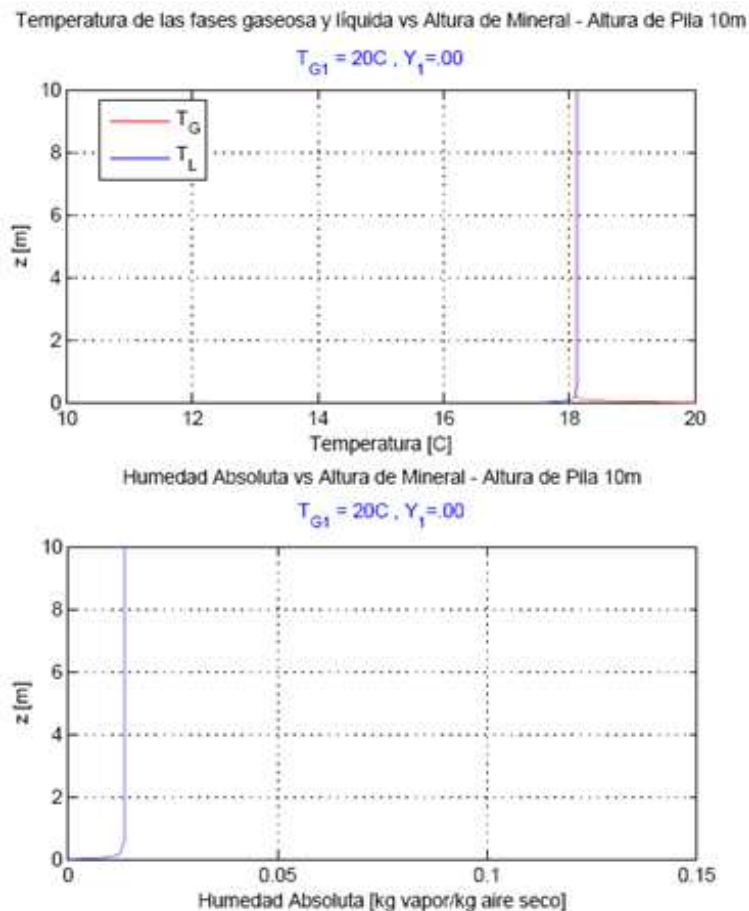 Temperatura de las fases gaseosa y líquida vs Altura de Mineral - Altura de Pila 10m
T_G1 = 20C , Y_1=.00
10
8
6
4
2
0
z [m]
T_G
T_L
10 12 14 16 18 20
Temperatura [C]
Humedad Absoluta vs Altura de Mineral - Altura de Pila 10m
T_G1 = 20C , Y_1=.00
10
8
6
4
2
0
z [m]
0 0.05 0.1 0.15
Humedad Absoluta [kg vapor/kg aire seco]